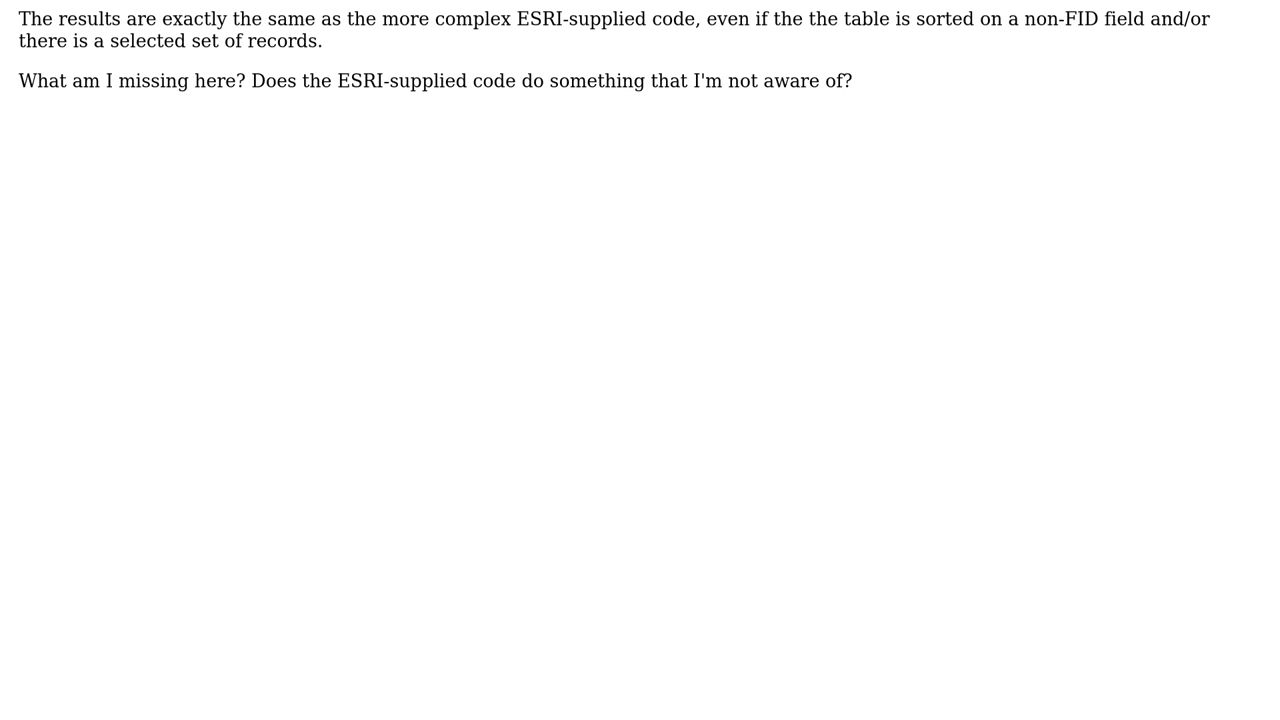 The results are exactly the same as the more complex ESRI-supplied code, even if the the table is sorted on a non-FID field and/or
there is a selected set of records.
What am I missing here? Does the ESRI-supplied code do something that I'm not aware of?